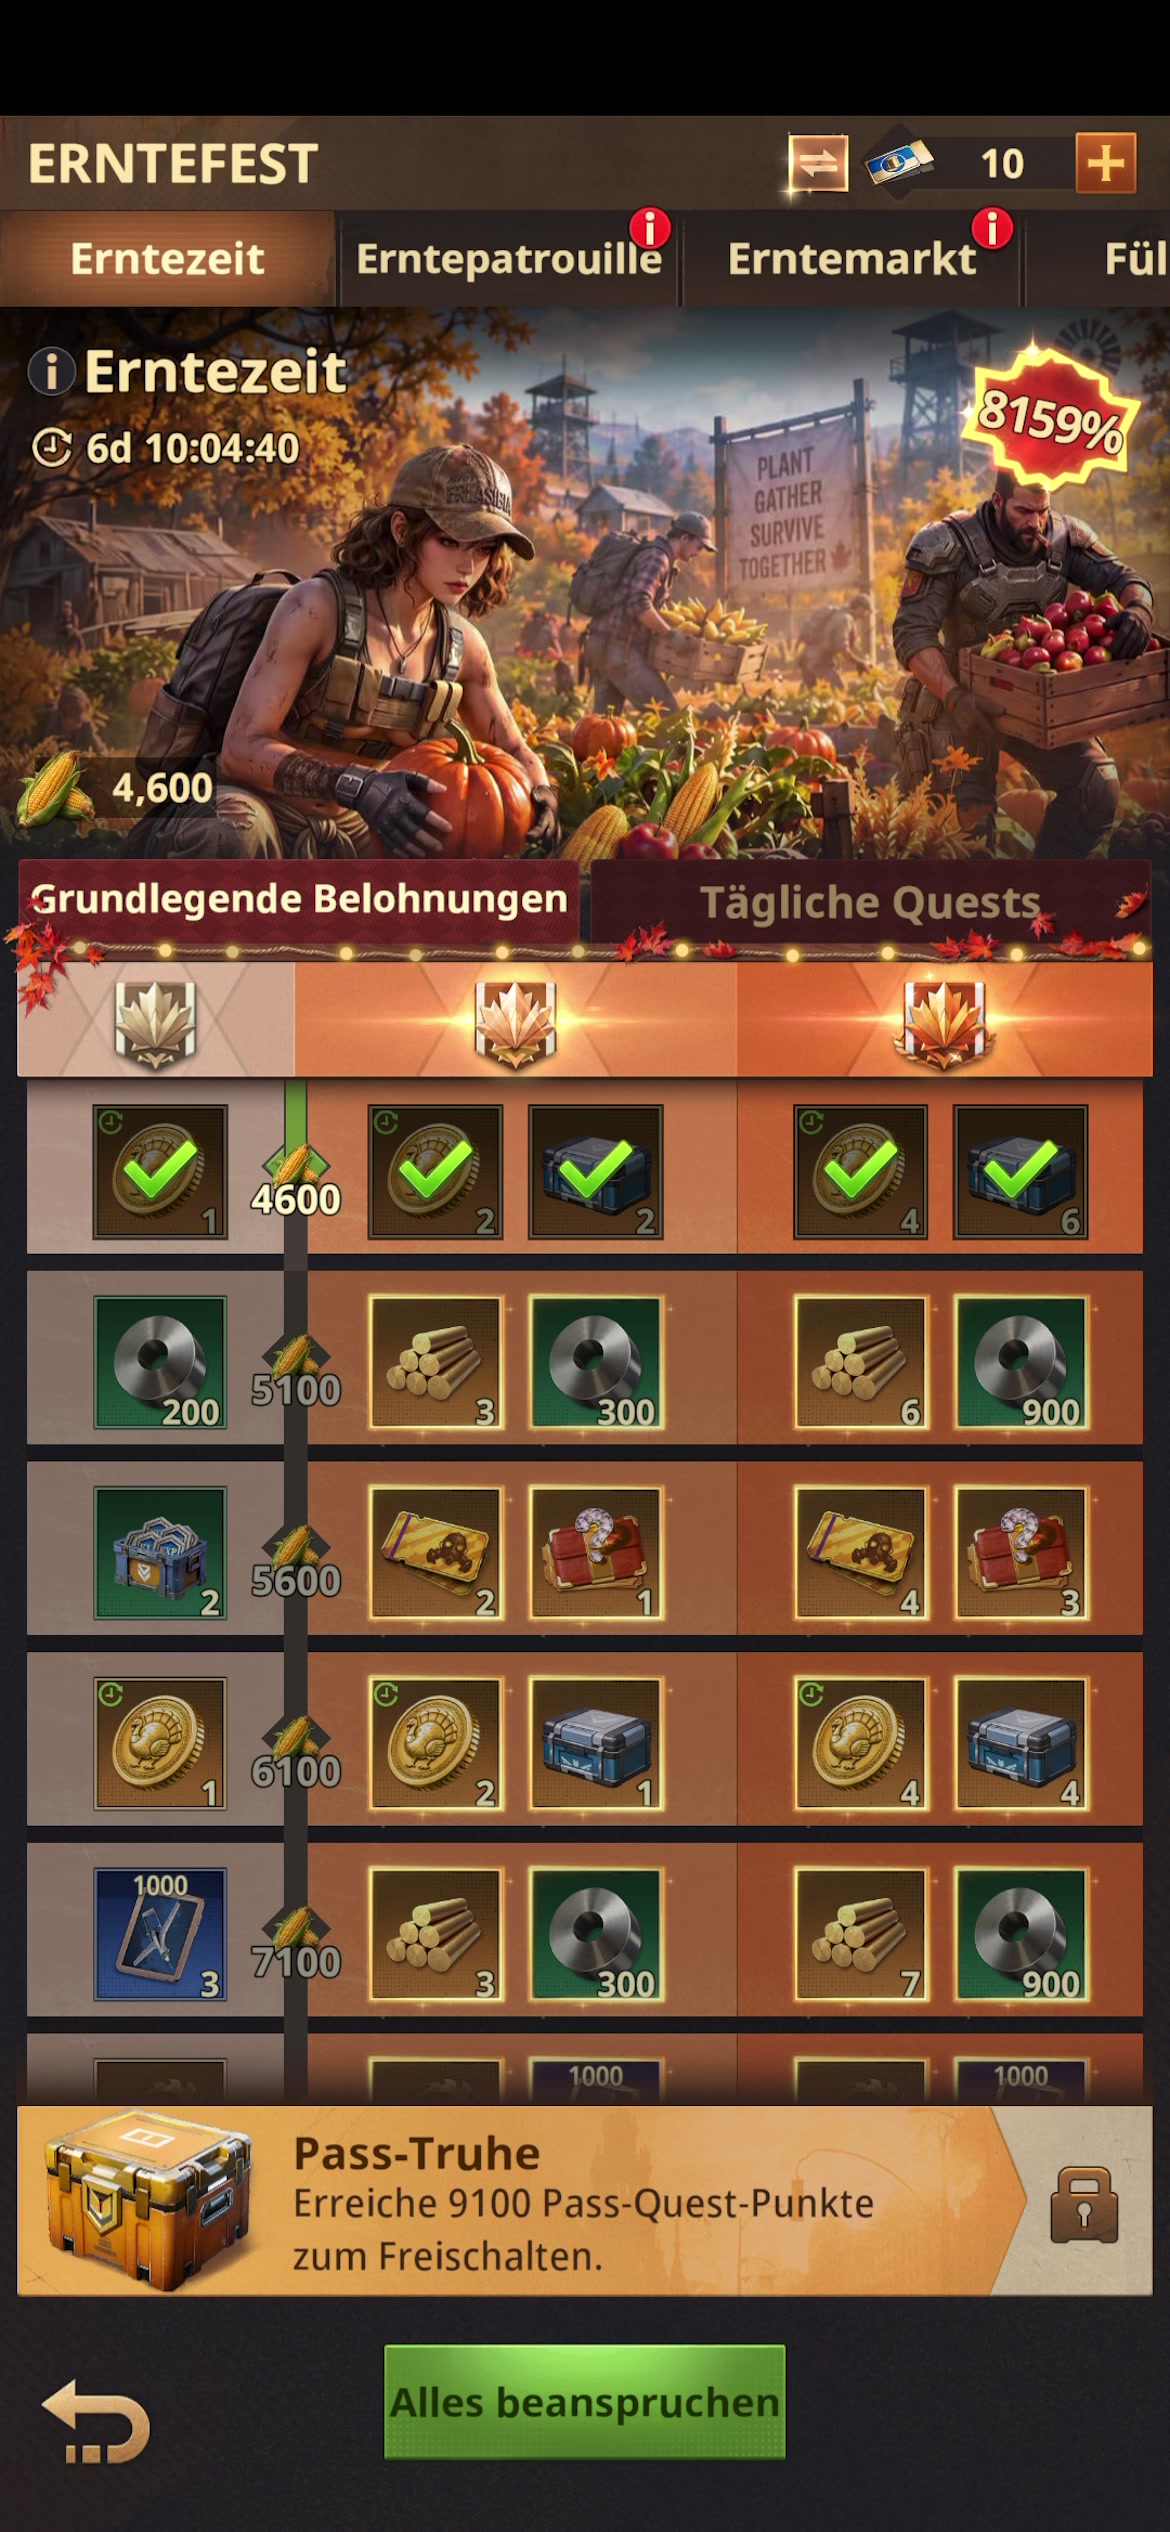 ERNTEFEST
10
Erntezeit
Erntepatrouille
Erntemarkt
Fül
Erntezeit
6d 10:04:40
8159%
PLANT
GATHER
SURVIVE
TOGETHER
4,600
Grundlegende Belohnungen
Tägliche Quests
1
4600
2
2
4
6
200
5100
3
300
6
900
2
5600
2
1
4
3
1
6100
2
1
4
4
1000
3
7100
3
300
7
900
1000
1000
Pass-Truhe
Erreiche 9100 Pass-Quest-Punkte
zum Freischalten.
Alles beanspruchen